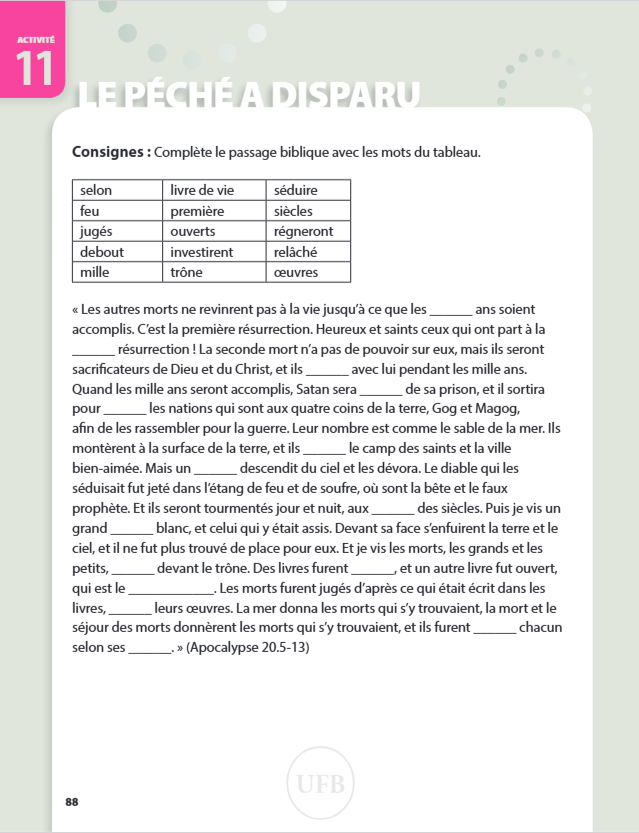 ACTIVITÉ
11
LE PÉCHÉ A DISPARU
Consignes : Complète le passage biblique avec les mots du tableau.
selon livre de vie séduire
feu première siècles
jugés ouverts régneront
debout investirent relâché
mille trône œuvres
« Les autres morts ne revinrent pas à la vie jusqu’à ce que les ______ ans soient
accomplis. C’est la première résurrection. Heureux et saints ceux qui ont part à la
______ résurrection ! La seconde mort n’a pas de pouvoir sur eux, mais ils seront
sacrificateurs de Dieu et du Christ, et ils ______ avec lui pendant les mille ans.
Quand les mille ans seront accomplis, Satan sera ______ de sa prison, et il sortira
pour ______ les nations qui sont aux quatre coins de la terre, Gog et Magog,
afin de les rassembler pour la guerre. Leur nombre est comme le sable de la mer. Ils
montèrent à la surface de la terre, et ils ______ le camp des saints et la ville
bien-aimée. Mais un ______ descendit du ciel et les dévora. Le diable qui les
séduisait fut jeté dans l’étang de feu et de soufre, où sont la bête et le faux
prophète. Et ils seront tourmentés jour et nuit, aux ______ des siècles. Puis je vis un
grand ______ blanc, et celui qui y était assis. Devant sa face s’enfuirent la terre et le
ciel, et il ne fut plus trouvé de place pour eux. Et je vis les morts, les grands et les
petits, ______ devant le trône. Des livres furent ______, et un autre livre fut ouvert,
qui est le ____________. Les morts furent jugés d’après ce qui était écrit dans les
livres, ______ leurs œuvres. La mer donna les morts qui s’y trouvaient, la mort et le
séjour des morts donnèrent les morts qui s’y trouvaient, et ils furent ______ chacun
selon ses ______. » (Apocalypse 20.5-13)
UFB
88